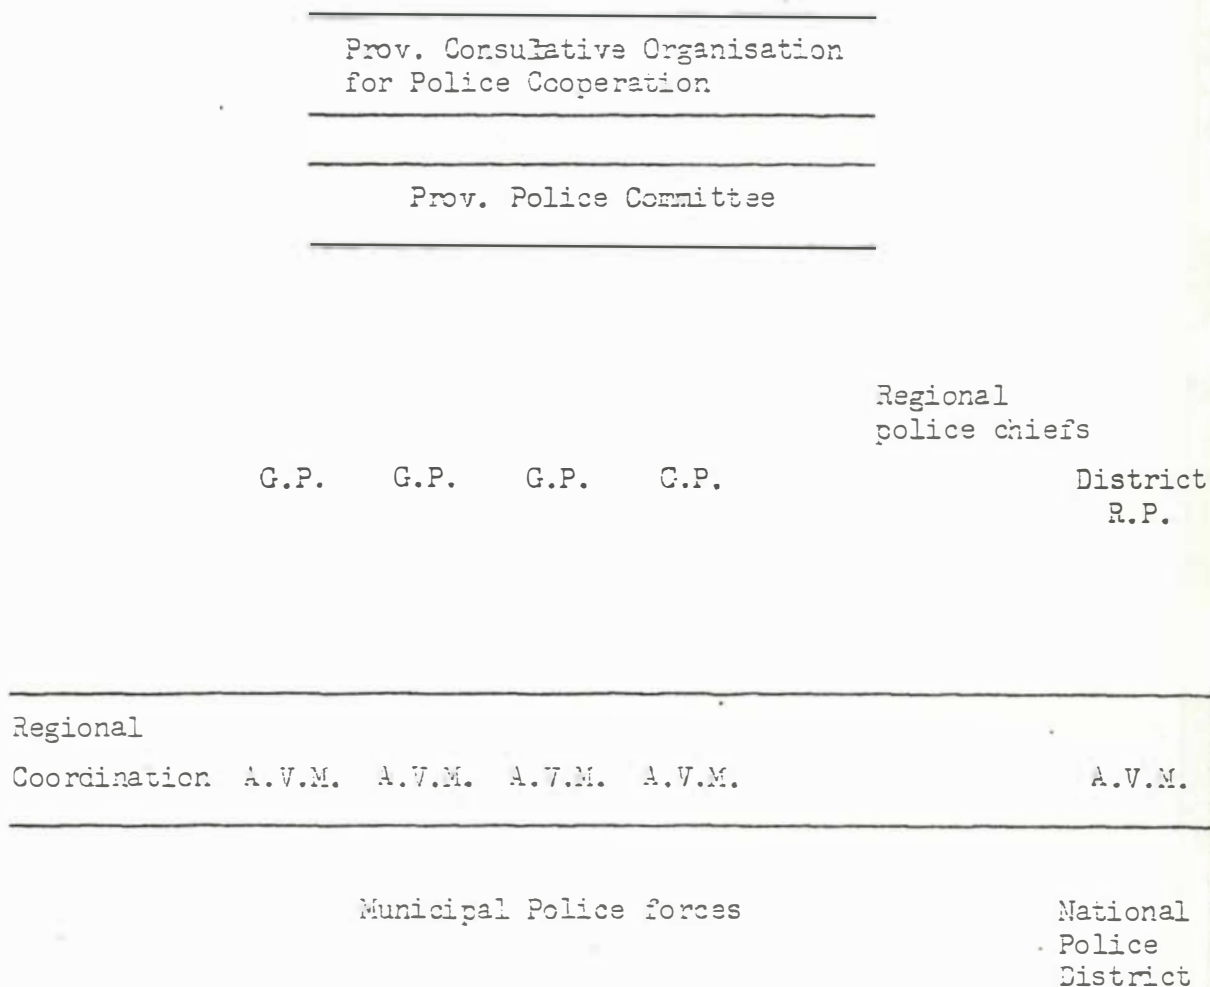 Prov. Consulative Organisation
for Police Cooperation
Prov. Police Committee
Regional
police chiefs
G.P. G.P. G.P. G.P. District
R.P.
Regional
Coordination A.V.M. A.V.M. A.V.M. A.V.M. A.V.M.
Municipal Police forces National
Police
District